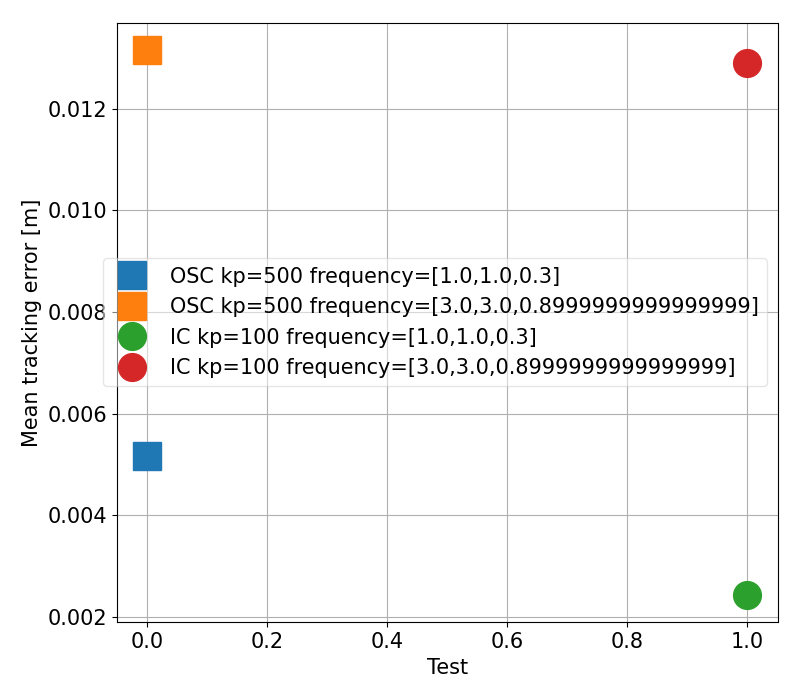 0.012
0.010
0.008
0.006
0.004
0.002
Mean tracking error [m]
OSC kp=500 frequency=[1.0,1.0,0.3]
OSC kp=500 frequency=[3.0,3.0,0.8999999999999999]
IC kp=100 frequency=[1.0,1.0,0.3]
IC kp=100 frequency=[3.0,3.0,0.8999999999999999]
0.0 0.2 0.4 0.6 0.8 1.0
Test